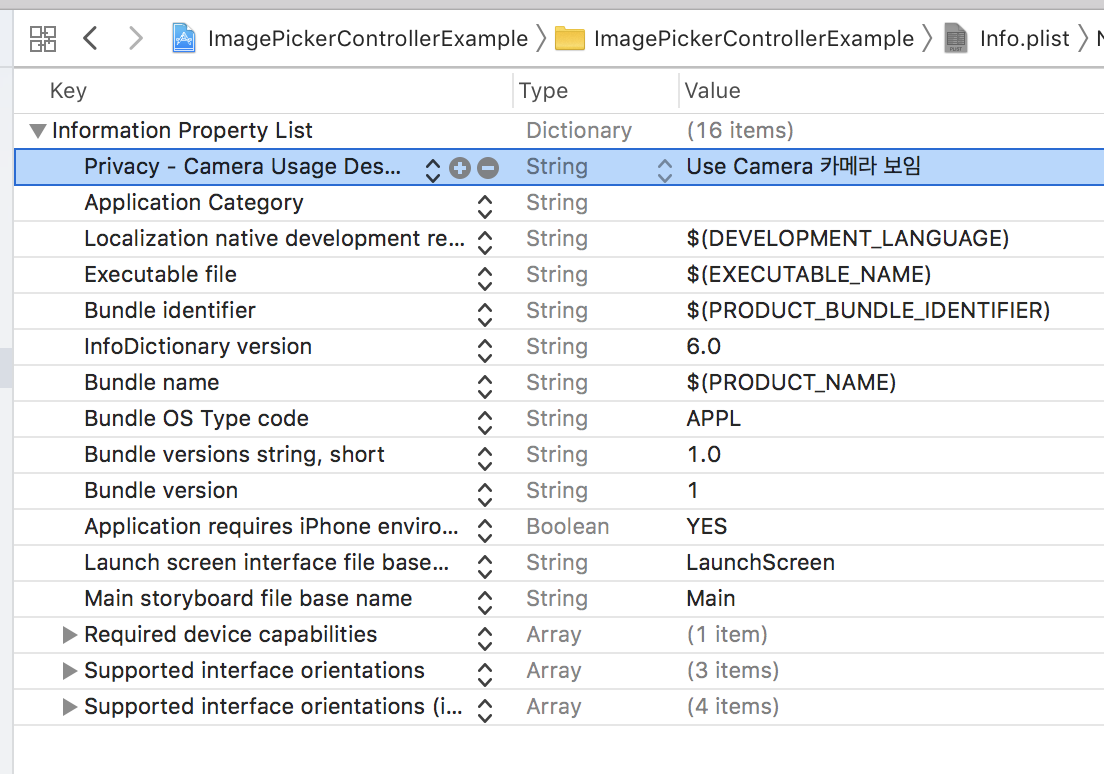 ImagePickerControllerExample ImagePickerControllerExample Info.plist
Key Type Value
Information Property List Dictionary (16 items)
Privacy - Camera Usage Des... String Use Camera 카메라 보임
Application Category String
Localization native development re... String $(DEVELOPMENT_LANGUAGE)
Executable file String $(EXECUTABLE_NAME)
Bundle identifier String $(PRODUCT_BUNDLE_IDENTIFIER)
InfoDictionary version String 6.0
Bundle name String $(PRODUCT_NAME)
Bundle OS Type code String APPL
Bundle versions string, short String 1.0
Bundle version String 1
Application requires iPhone enviro... Boolean YES
Launch screen interface file base... String LaunchScreen
Main storyboard file base name String Main
Required device capabilities Array (1 item)
Supported interface orientations Array (3 items)
Supported interface orientations (i... Array (4 items)